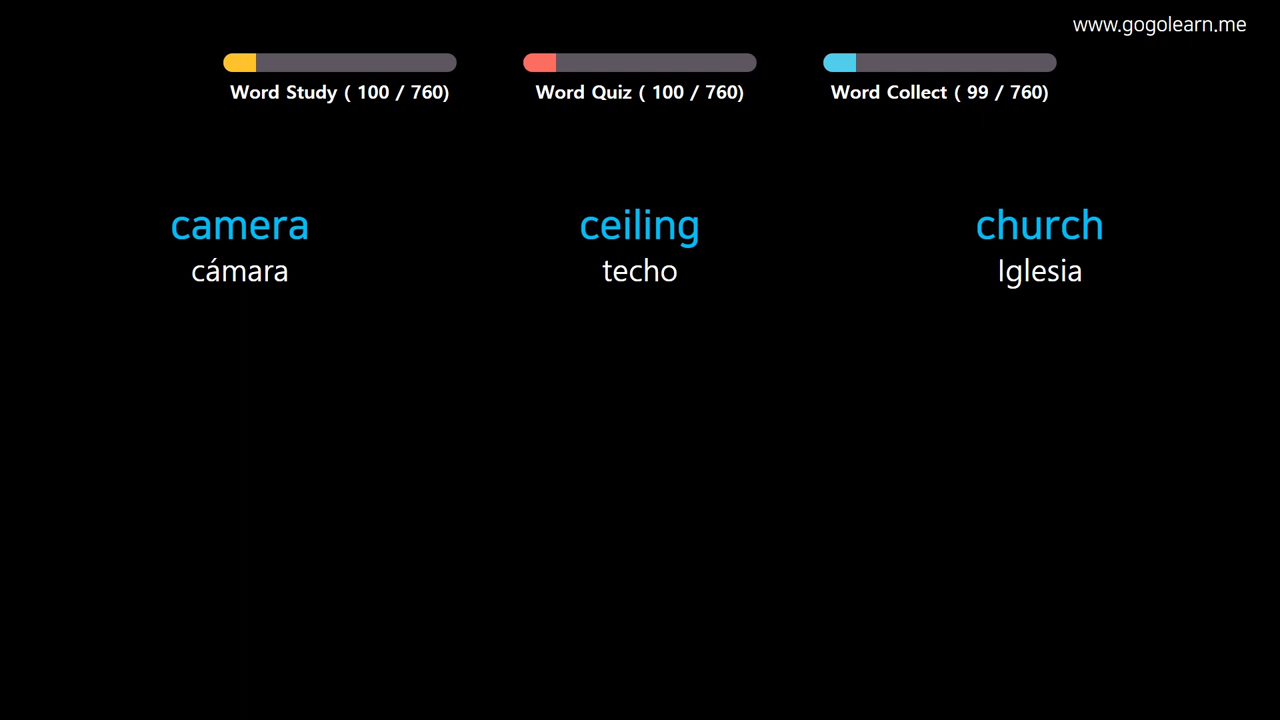 www.gogolearn.me
Word Study ( 100 / 760)
Word Quiz ( 100 / 760)
Word Collect ( 99 / 760)
camera
cámara
ceiling
techo
church
Iglesia